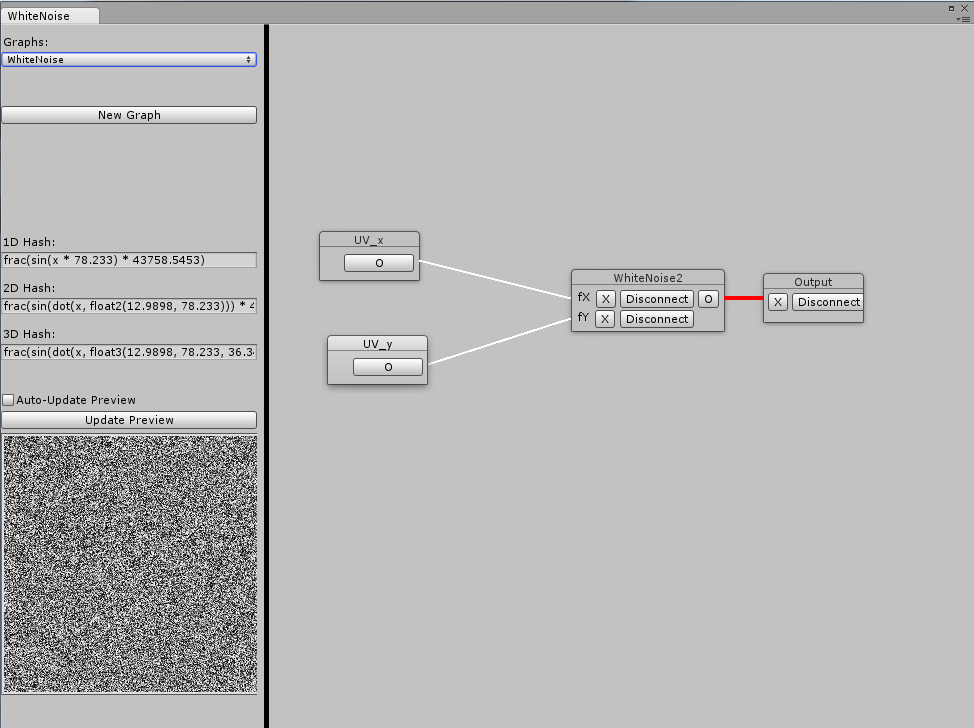 WhiteNoise
Graphs:
WhiteNoise
New Graph
1D Hash:
frac(sin(x * 78.233) * 43758.5453)
2D Hash:
frac(sin(dot(x, float2(12.9898, 78.233))) *
3D Hash:
frac(sin(dot(x, float3(12.9898, 78.233, 36.3
Auto-Update Preview
Update Preview
UV_x
O
UV_y
O
WhiteNoise2
fX X Disconnect O
fY X Disconnect
Output
X Disconnect